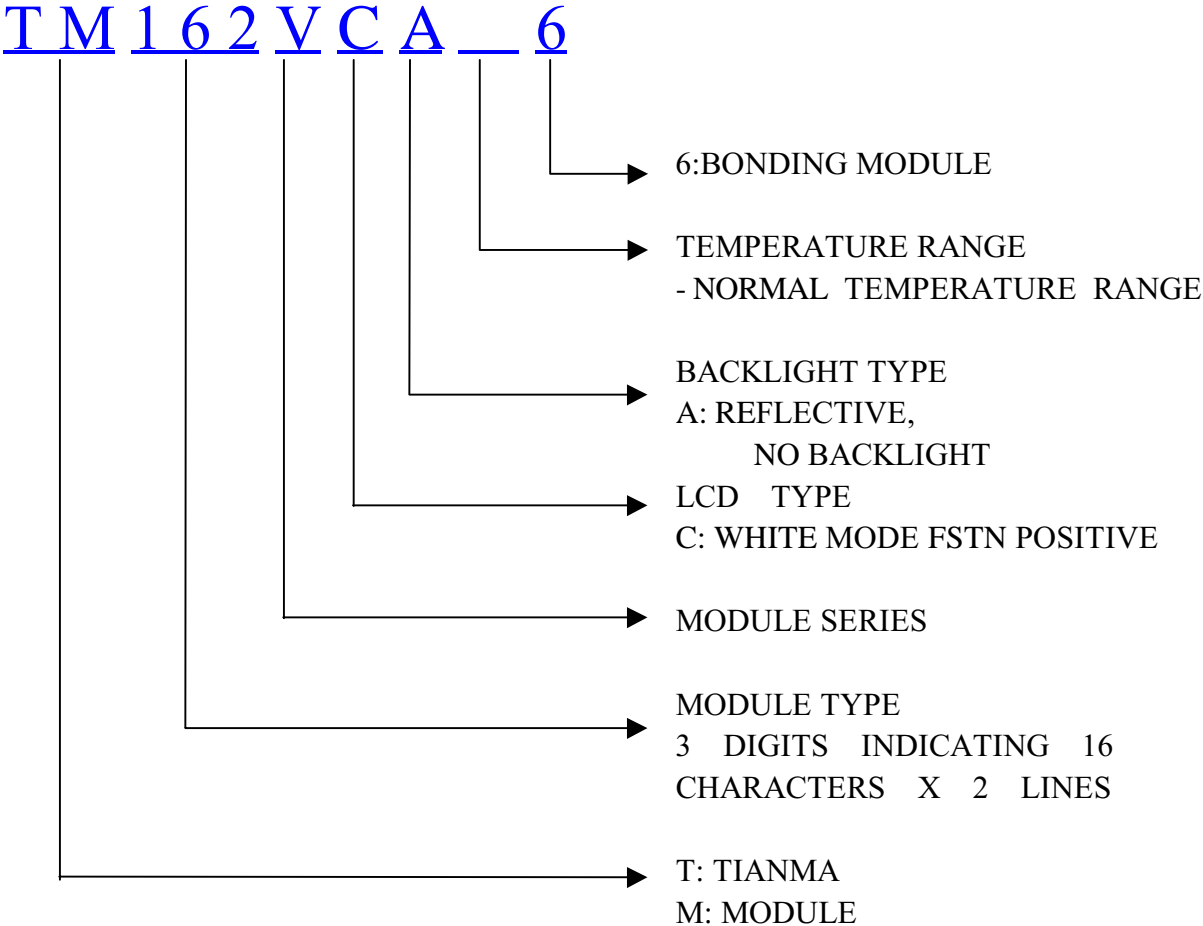 T M 1 6 2 V C A __ 6
6:BONDING MODULE
TEMPERATURE RANGE
- NORMAL TEMPERATURE RANGE
BACKLIGHT TYPE
A: REFLECTIVE,
NO BACKLIGHT
LCD TYPE
C: WHITE MODE FSTN POSITIVE
MODULE SERIES
MODULE TYPE
3 DIGITS INDICATING 16
CHARACTERS X 2 LINES
T: TIANMA
M: MODULE